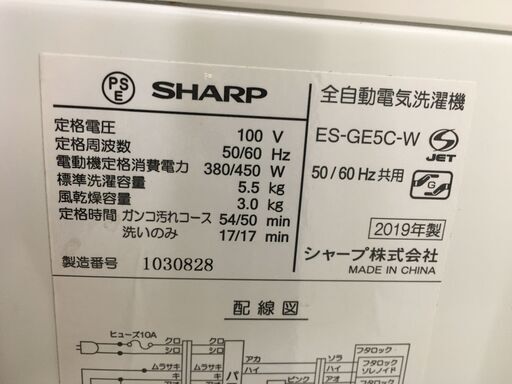 PS
E
SHARP
全自動電気洗濯機
定格電圧 100 V
ES-GE5C-W
JET
定格周波数 50/60 Hz
電動機定格消費電力 380/450 W
50/60Hz共用
標準洗濯容量 5.5 kg
G
風乾燥容量 3.0 kg
定格時間 ガンコ汚れコース 54/50 min
2019年製
洗いのみ 17/17 min
シャープ株式会社
MADE IN CHINA
製造番号 1030828
配線図
ヒューズ10A
クロ
シロ
アカ
ハイ
ソラ
ハイ
フタロック
フタロック
ソレノイド
ムラサキ
キ
ムラサキ
キ
アオ
パ
ピンク
アオ
フタロック